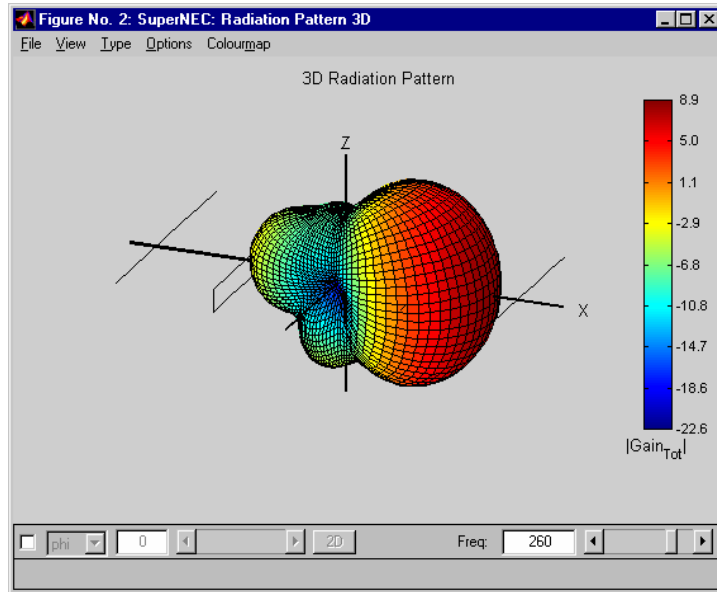 Figure No. 2: SuperNEC: Radiation Pattern 3D
File View Type Options Colourmap
3D Radiation Pattern
Z
X
8.9
5.0
1.1
-2.9
-6.8
-10.8
-14.7
-18.6
-22.6
|GainTot|
phi 0 2D Freq: 260